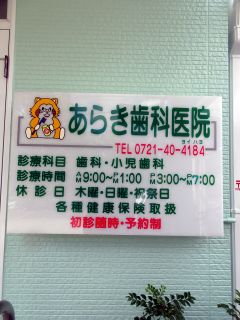 あらき歯科医院
ヨイ ハヨ
TEL 0721-40-4184
診療科目 歯科・小児歯科
診療時間 AM9:00〜PM1:00 PM3:00〜PM7:00
休診日 木曜・日曜・祝祭日
各種健康保険取扱
初診随時・予約制